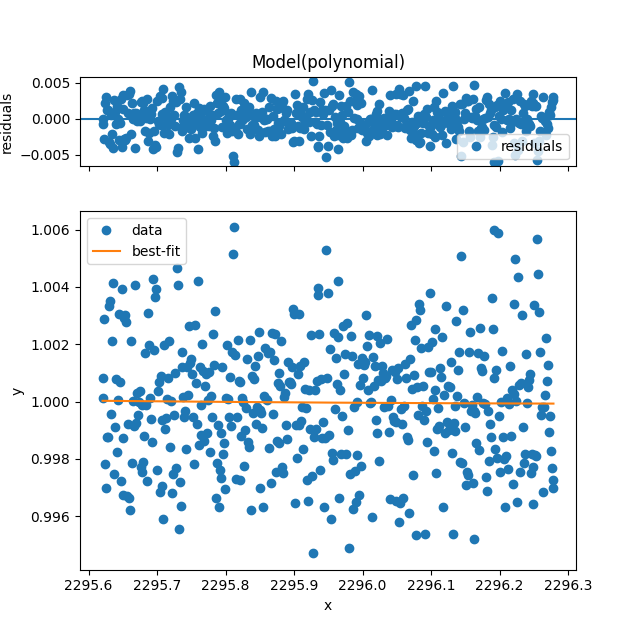 Model(polynomial)
0.005
0.000
−0.005
residuals
residuals
1.006
1.004
1.002
1.000
0.998
0.996
y
data
best-fit
2295.6 2295.7 2295.8 2295.9 2296.0 2296.1 2296.2 2296.3
x